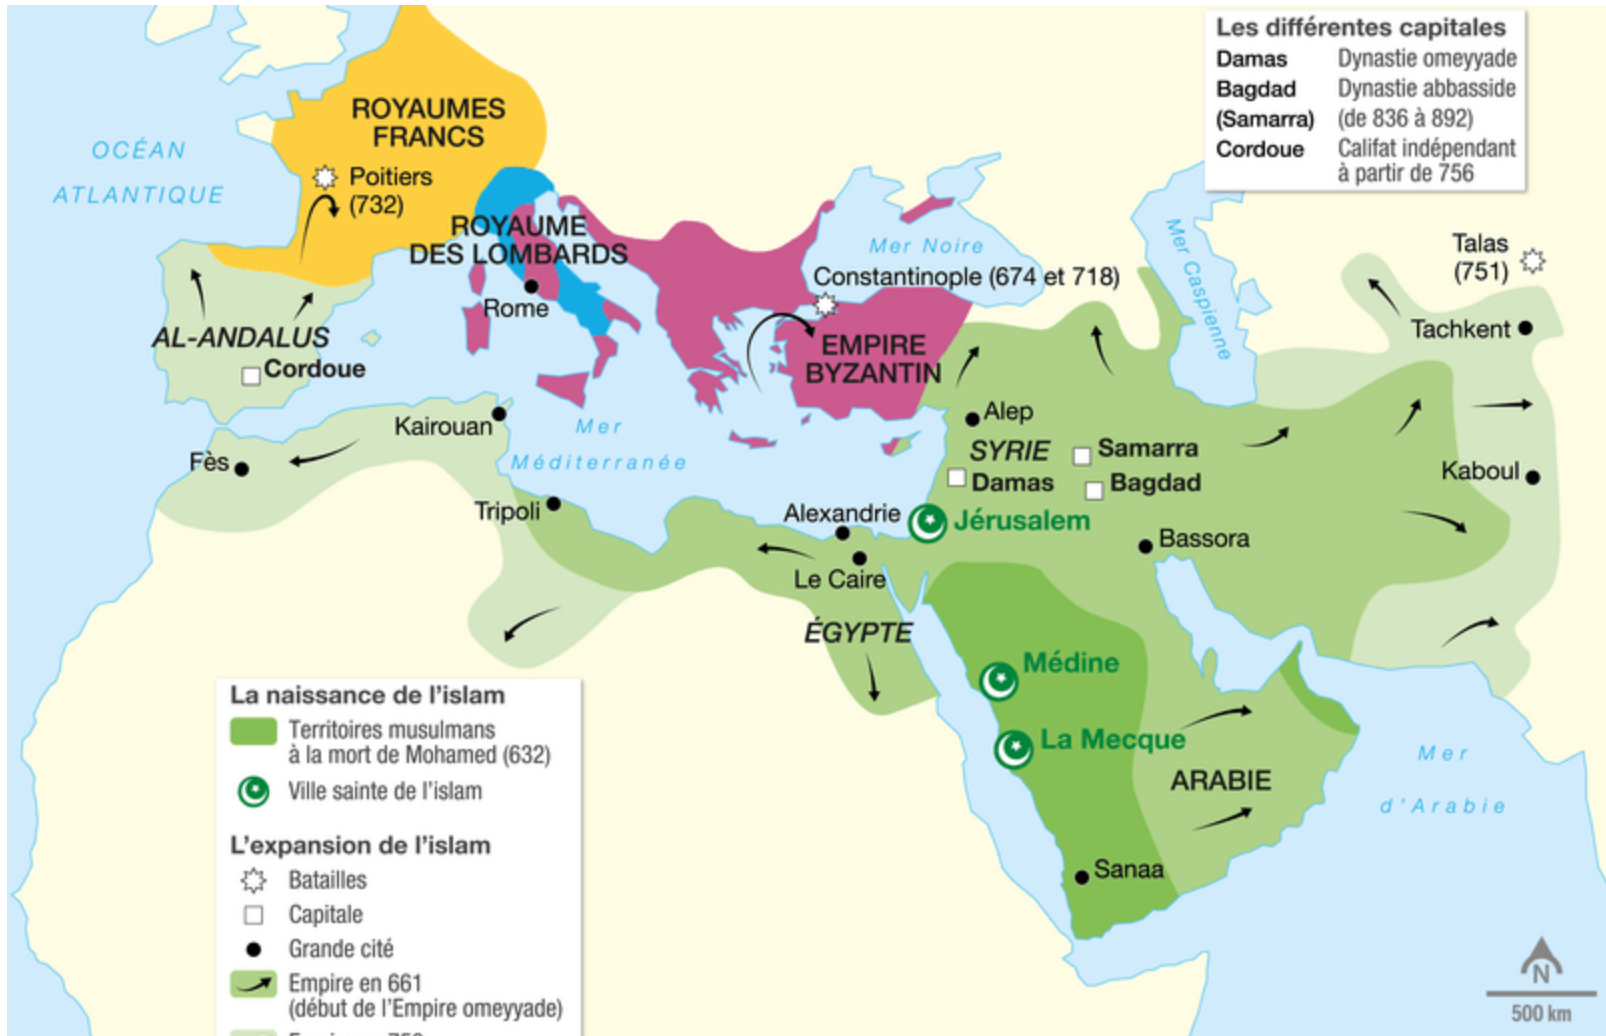 Les différentes capitales
Damas Dynastie omeyyade
Bagdad Dynastie abbasside
(Samarra) (de 836 à 892)
Cordoue Califat indépendant
à partir de 756
ROYAUMES
FRANCS
OCÉAN
ATLANTIQUE
Poitiers
(732)
ROYAUME
DES LOMBARDS
Rome
Mer Noire
Constantinople (674 et 718)
Mer Caspienne
Talas
(751)
Tachkent
AL-ANDALUS
Cordoue
EMPIRE
BYZANTIN
Kairouan
Fès
Mer
Méditerranée
Alep
SYRIE
Samarra
Damas
Bagdad
Kaboul
Tripoli
Alexandrie
Jérusalem
Bassora
Le Caire
ÉGYPTE
Médine
La Mecque
ARABIE
Mer
d'Arabie
Sanaa
La naissance de l'islam
Territoires musulmans
à la mort de Mohamed (632)
Ville sainte de l'islam
L'expansion de l'islam
Batailles
Capitale
Grande cité
Empire en 661
(début de l'Empire omeyyade)
N
500 km